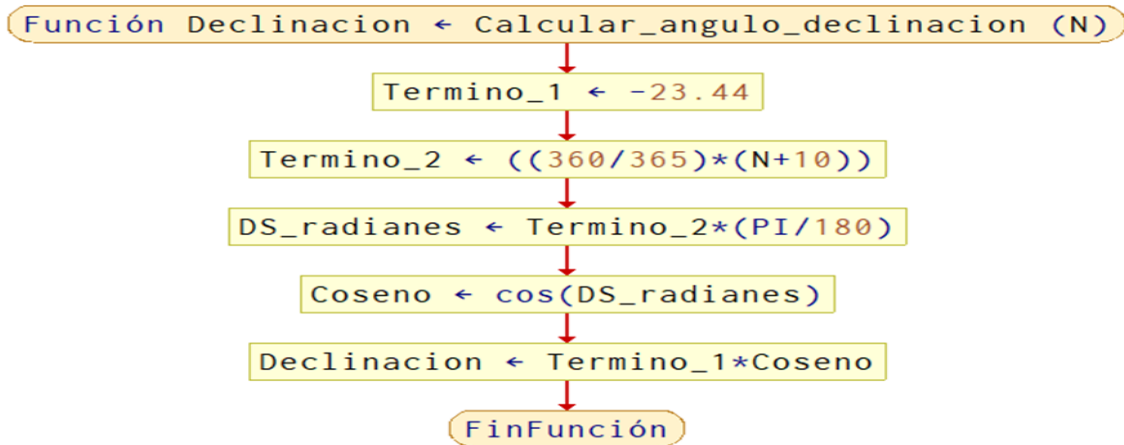 Función Declinacion ← Calcular_angulo_declinacion (N)
Termino_1 ← -23.44
Termino_2 ← ((360/365)*(N+10))
DS_radianes ← Termino_2*(PI/180)
Coseno ← cos(DS_radianes)
Declinacion ← Termino_1*Coseno
FinFunción